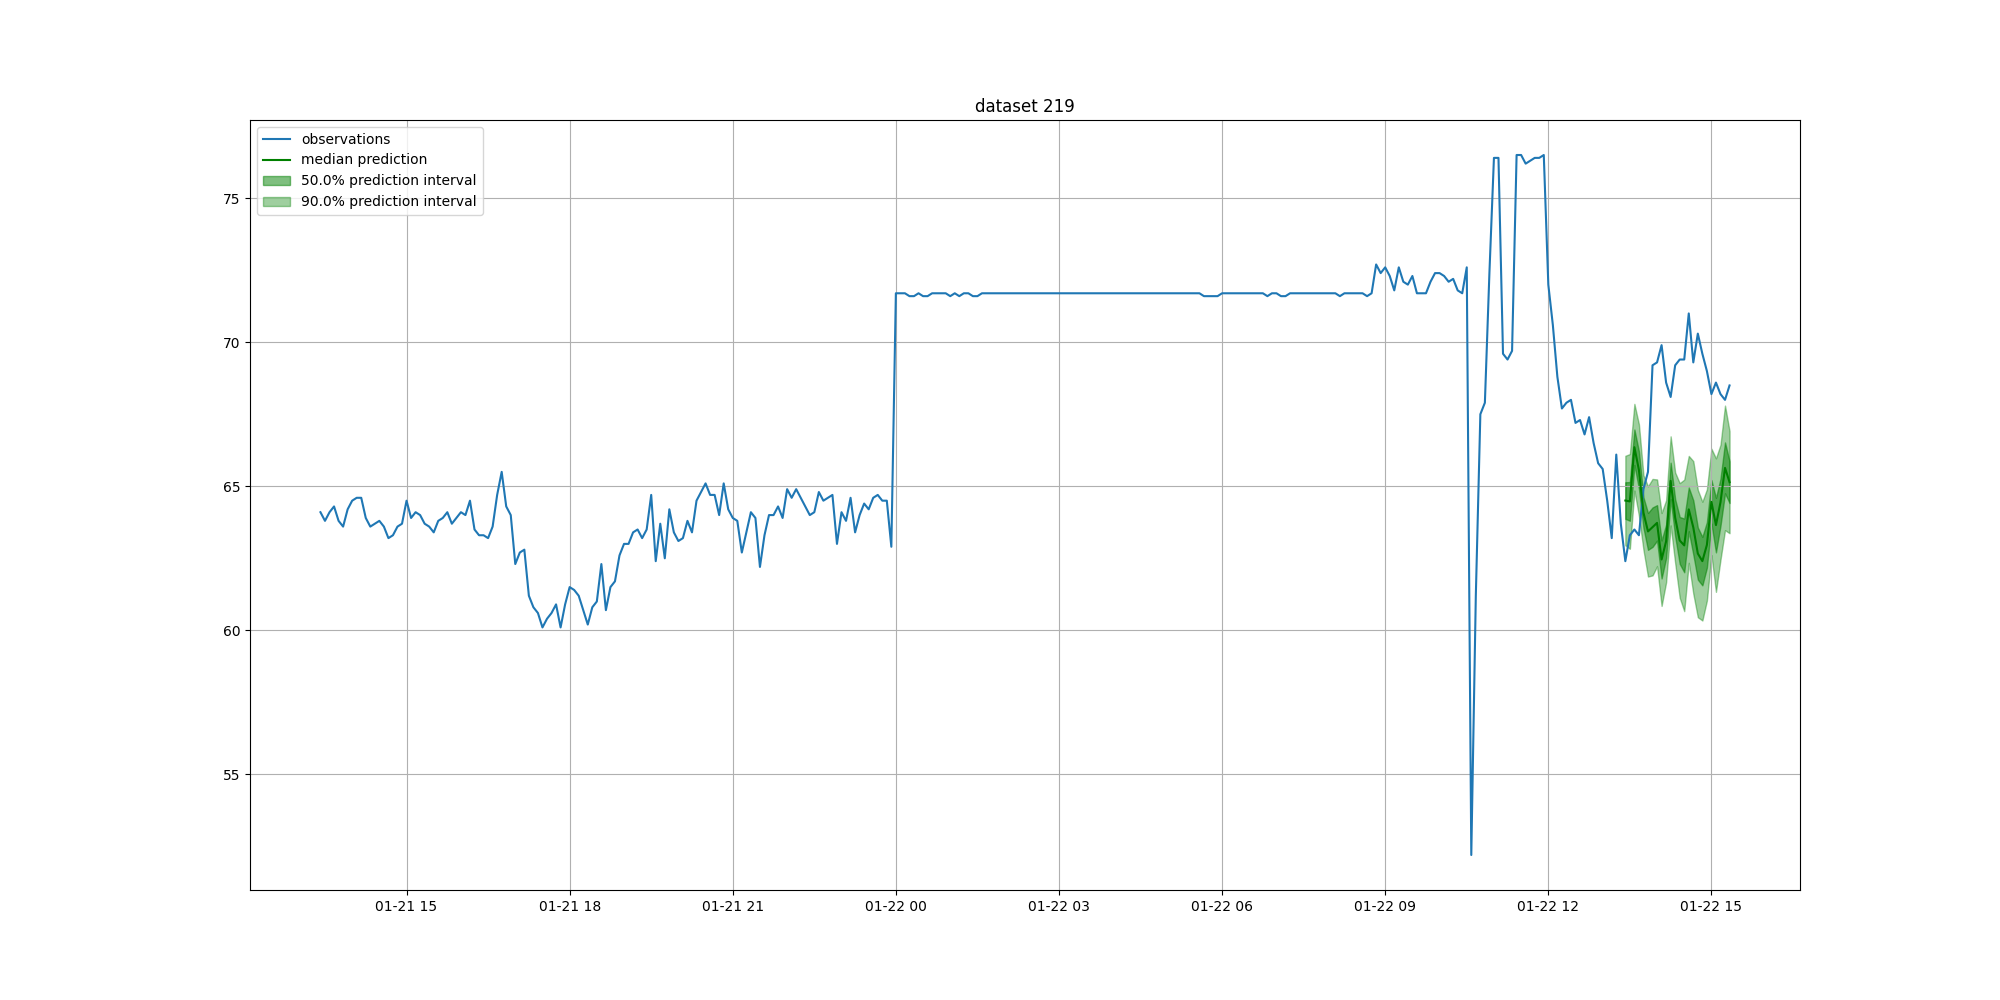 dataset 219
observations
median prediction
50.0% prediction interval
90.0% prediction interval
75
70
65
60
55
01-21 15
01-21 18
01-21 21
01-22 00
01-22 03
01-22 06
01-22 09
01-22 12
01-22 15